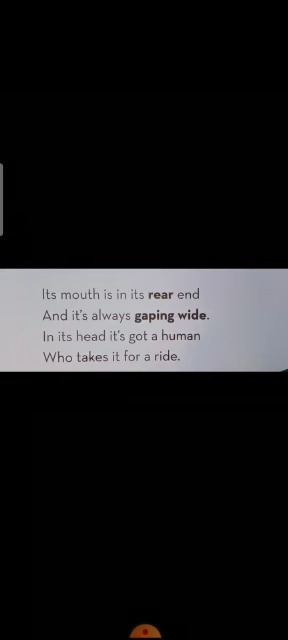 Its mouth is in its rear end
And it's always gaping wide.
In its head it's got a human
Who takes it for a ride.